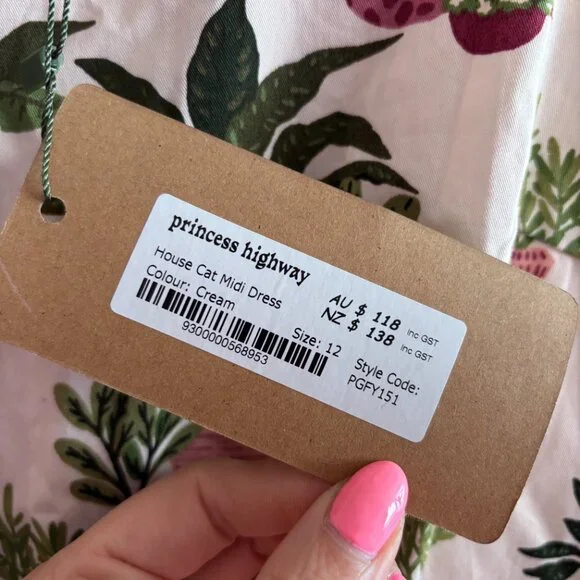 princess highway
House Cat Midi Dress
Colour: Cream
9300000568953
Size: 12
AU $ 118 inc GST
NZ $ 138 inc GST
Style Code:
PGFY151